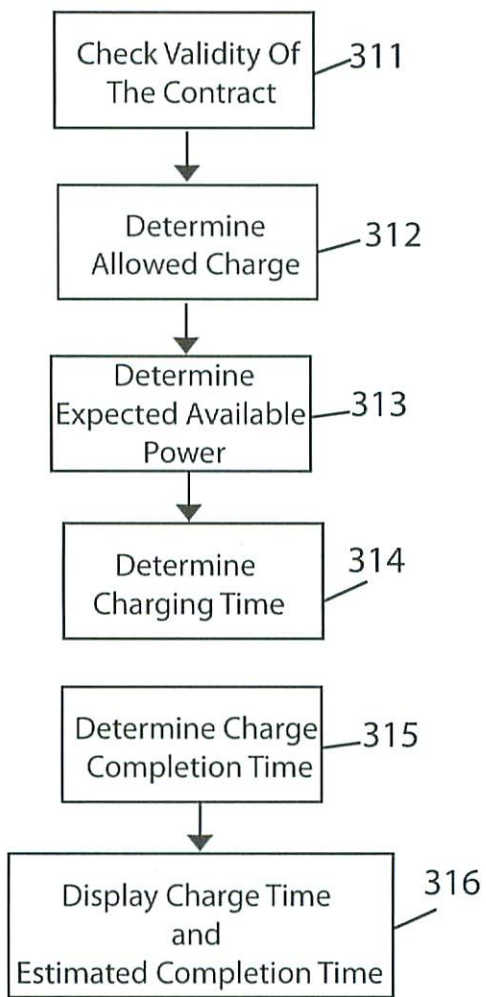 Check Validity Of
The Contract
311
Determine
Allowed Charge
312
Determine
Expected Available
Power
313
Determine
Charging Time
314
Determine Charge
Completion Time
315
Display Charge Time
and
Estimated Completion Time
316